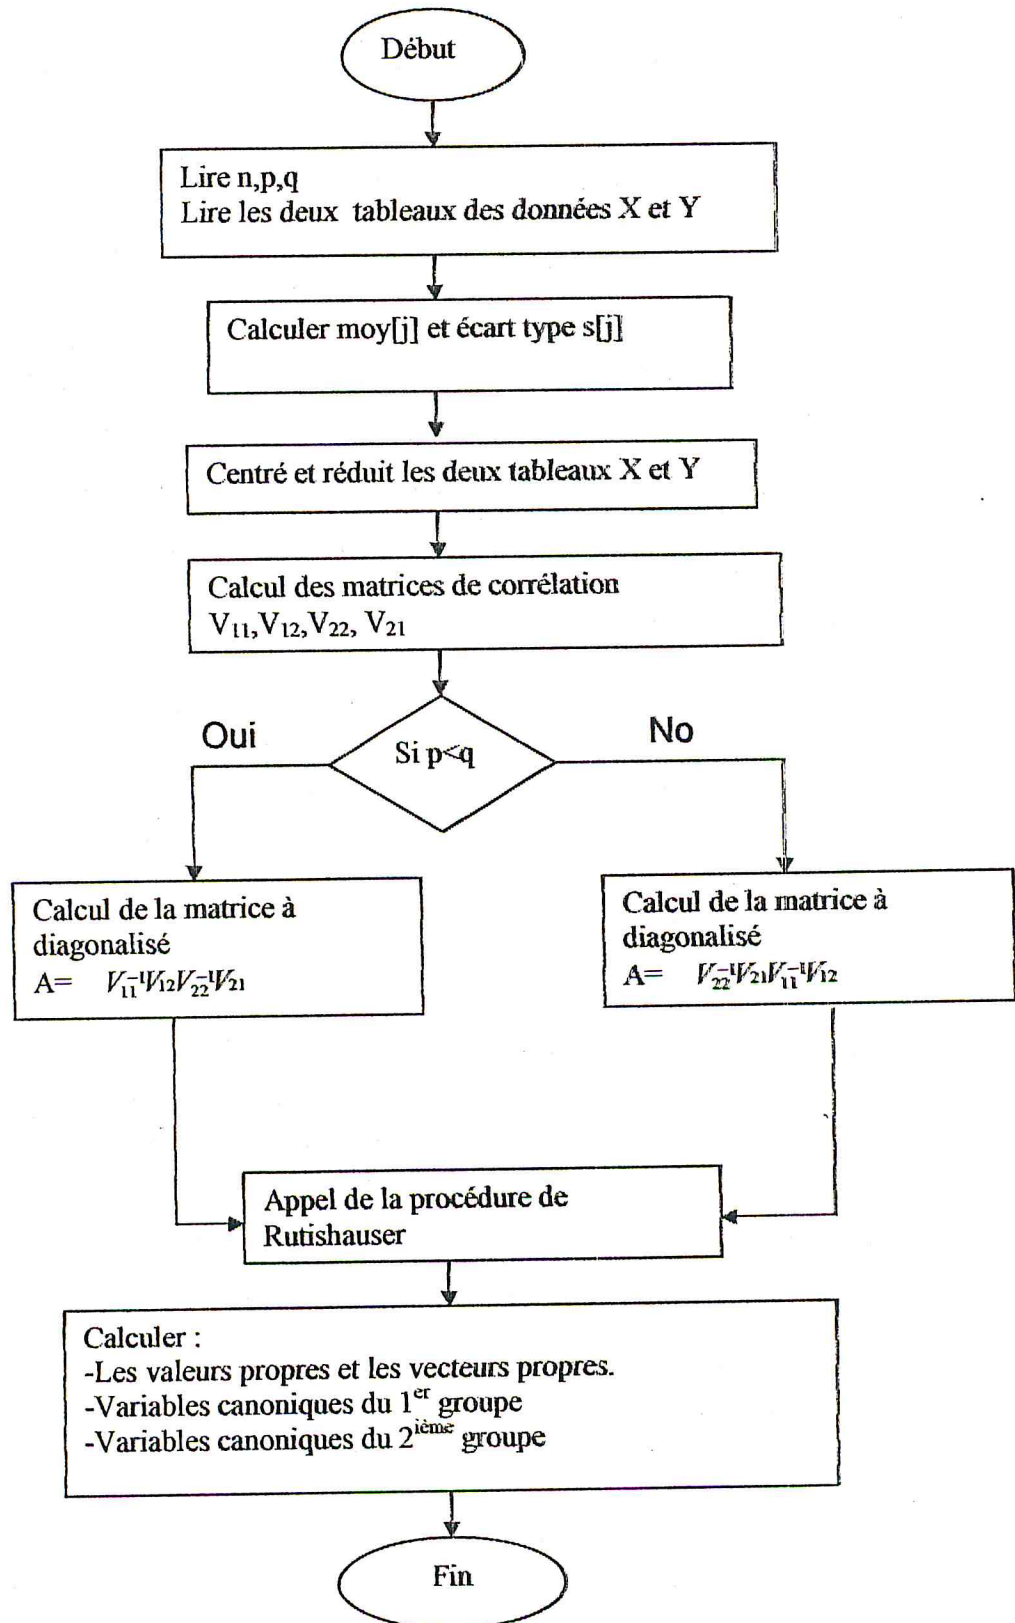 Début
Lire n,p,q
Lire les deux tableaux des données X et Y
Calculer moy[j] et écart type s[j]
Centré et réduit les deux tableaux X et Y
Calcul des matrices de corrélation
V₁₁,V₁₂,V₂₂, V₂₁
Oui
Si p<q
No
Calcul de la matrice à
diagonalisé
A= V₁₁⁻¹V₁₂V₂₂⁻¹V₂₁
Calcul de la matrice à
diagonalisé
A= V₂₂⁻¹V₂₁V₁₁⁻¹V₁₂
Appel de la procédure de
Rutishauser
Calculer :
-Les valeurs propres et les vecteurs propres.
-Variables canoniques du 1er groupe
-Variables canoniques du 2ième groupe
Fin